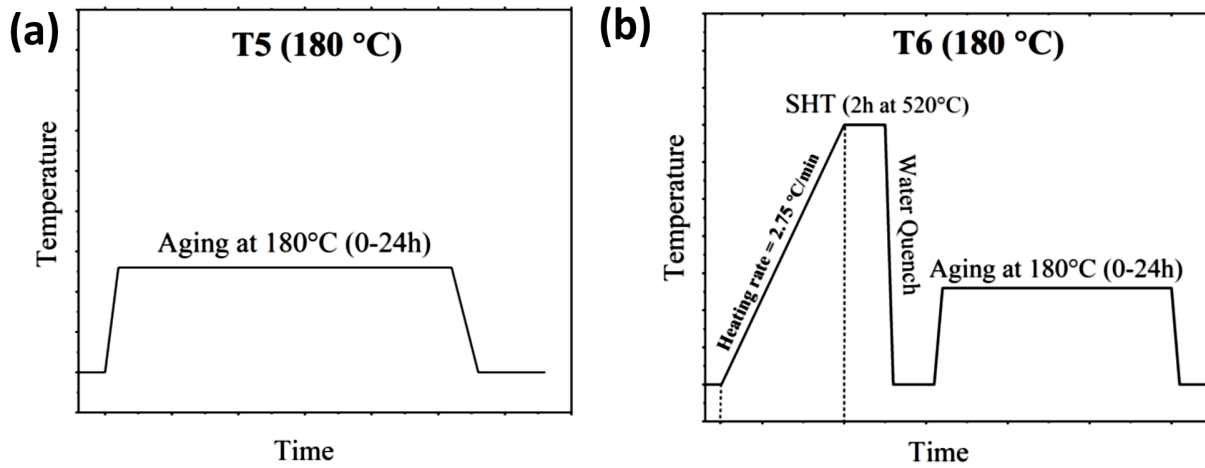 (a)
T5 (180 °C)
Aging at 180°C (0-24h)
Temperature
Time
(b)
T6 (180 °C)
SHT (2h at 520°C)
Heating rate = 2.75 °C/min
Water Quench
Aging at 180°C (0-24h)
Temperature
Time